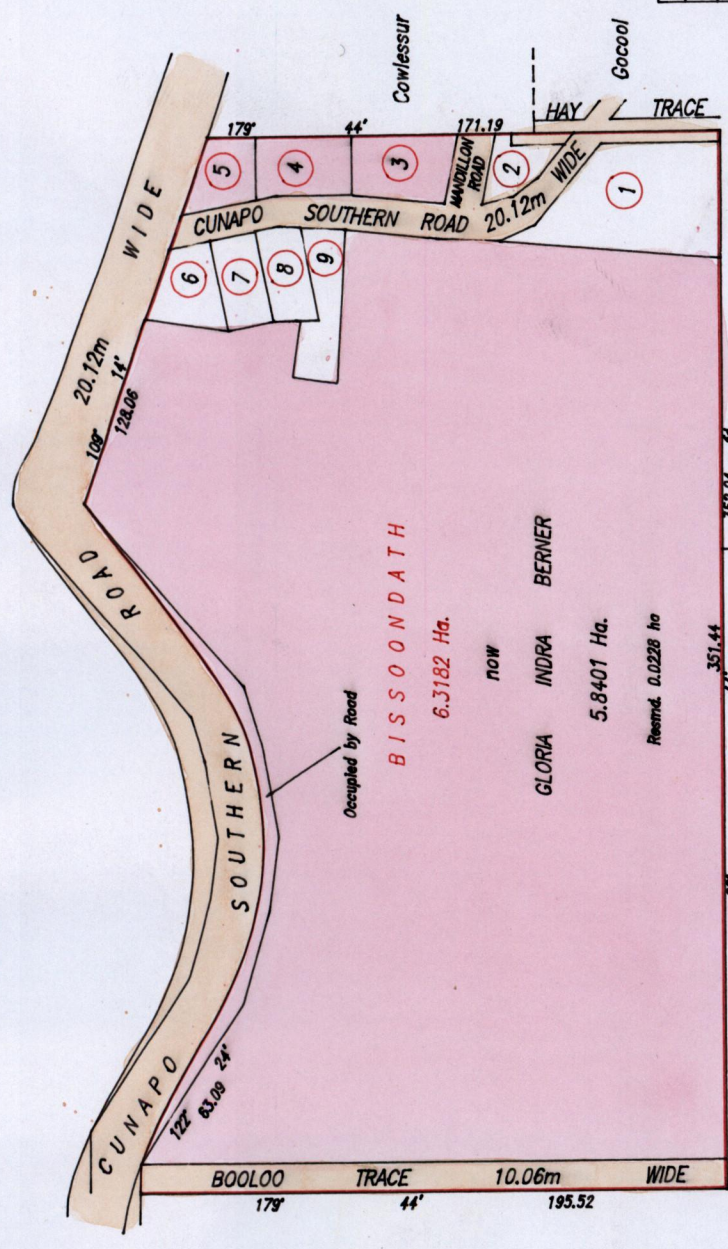 Cowlessur
Gocool
HAY TRACE
179° 44' 171.19
5
4
3
2
1
MANDILLON
ROAD
CUNAPO SOUTHERN ROAD 20.12m WIDE
6
7
8
9
CUNAPO SOUTHERN ROAD 20.12m WIDE
109° 14'
128.06
BISSOONDATH
6.3182 Ha.
now
GLORIA INDRA BERNER
5.8401 Ha.
Resrnd. 0.0228 ha
351.44
Occupied by Road
122° 24'
63.09
BOOLOO TRACE 10.06m WIDE
179° 44' 195.52